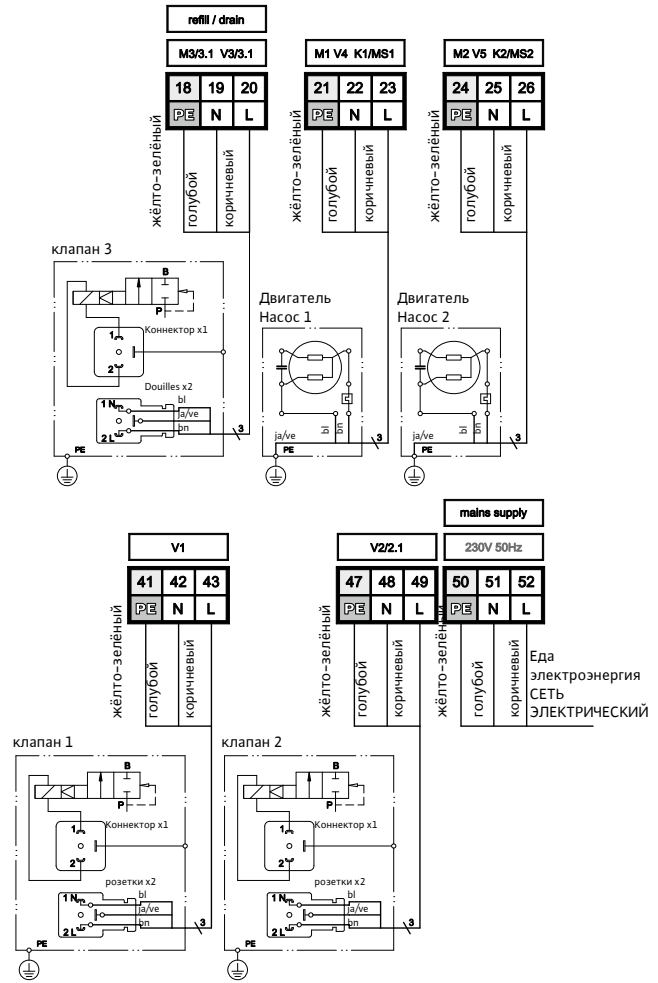 refill / drain
M3/3.1 V3/3.1
M1 V4 K1/MS1
M2 V5 K2/MS2
18 19 20
21 22 23
24 25 26
PE N L
PE N L
PE N L
жёлто-зелёный
голубой
коричневый
жёлто-зелёный
голубой
коричневый
жёлто-зелёный
голубой
коричневый
клапан 3
B
P
Коннектор x1
1
2
Douilles x2
1 N
2 L
bl
ja/ve
bn
3
PE
Двигатель
Насос 1
bl
bn
ja/ve
3
PE
Двигатель
Насос 2
bl
bn
ja/ve
3
PE
mains supply
V1
V2/2.1
230V 50Hz
41 42 43
47 48 49
50 51 52
PE N L
PE N L
PE N L
жёлто-зелёный
голубой
коричневый
жёлто-зелёный
голубой
коричневый
жёлто-зелёный
голубой
коричневый
Еда
электроэнергия
СЕТЬ
ЭЛЕКТРИЧЕСКИЙ
клапан 1
B
P
Коннектор x1
1
2
розетки x2
1 N
2 L
bl
ja/ve
bn
3
PE
клапан 2
B
P
Коннектор x1
1
2
розетки x2
1 N
2 L
bl
ja/ve
bn
3
PE